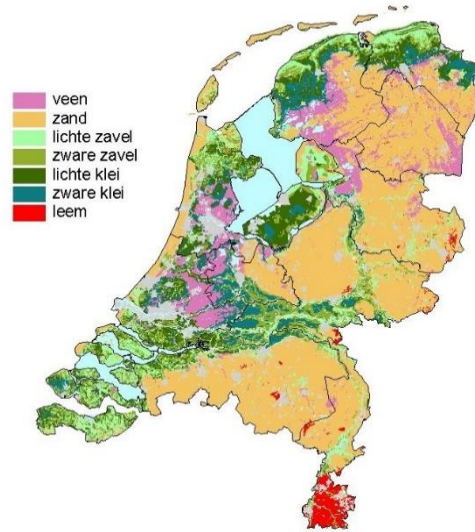 veen
zand
lichte zavel
zware zavel
lichte klei
zware klei
leem